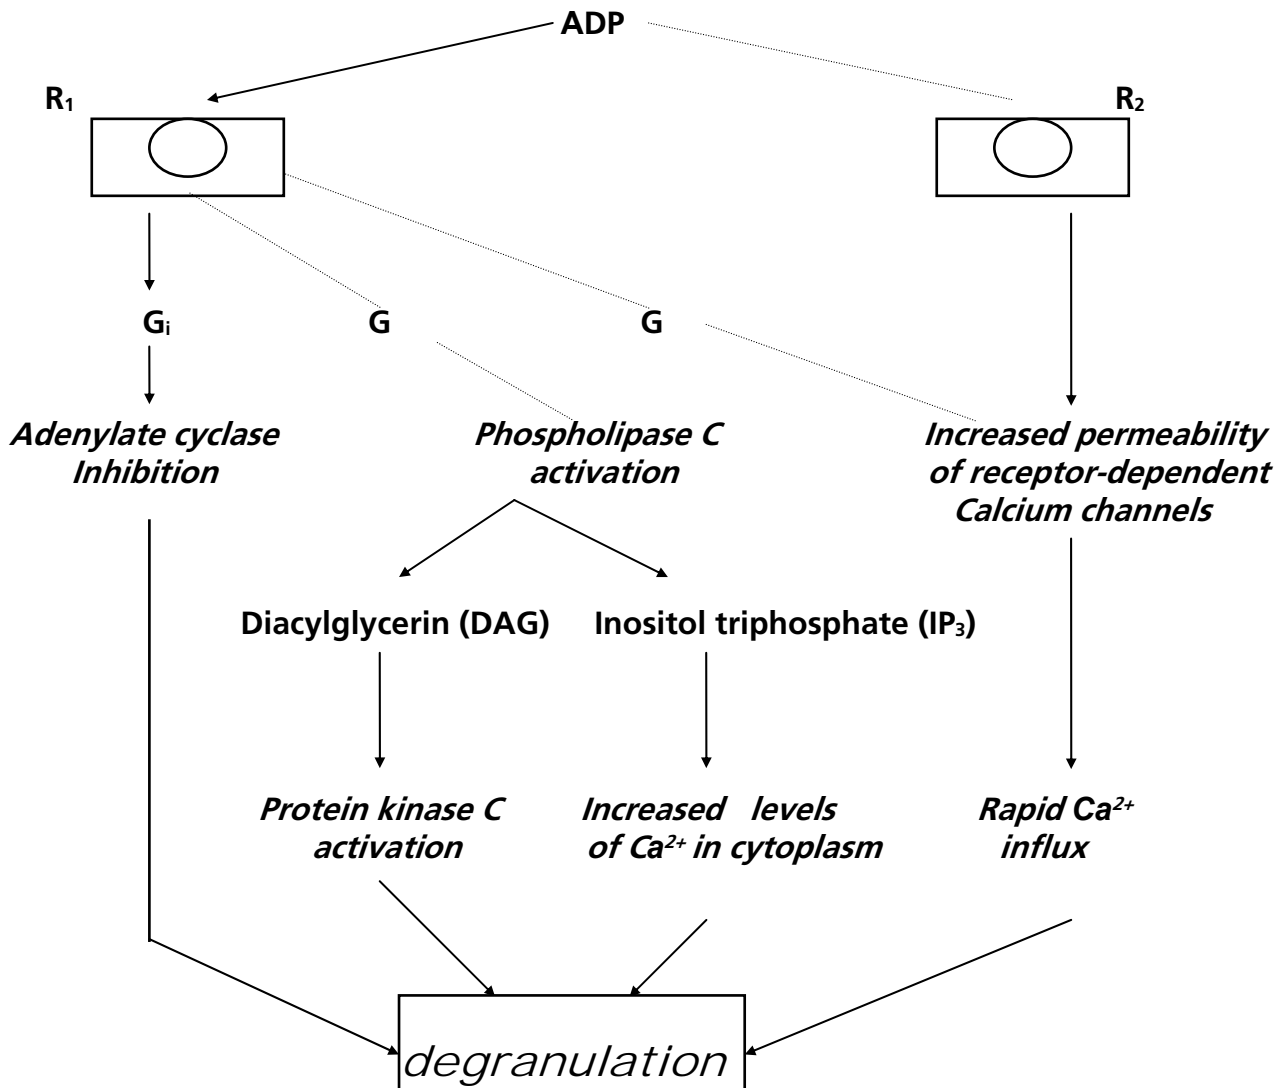 ADP
R₁
R₂
Gᵢ
G
G
Adenylate cyclase
Inhibition
Phospholipase C
activation
Increased permeability
of receptor-dependent
Calcium channels
Diacylglycerin (DAG)
Inositol triphosphate (IP₃)
Protein kinase C
activation
Increased levels
of Ca²⁺ in cytoplasm
Rapid Ca²⁺
influx
degranulation